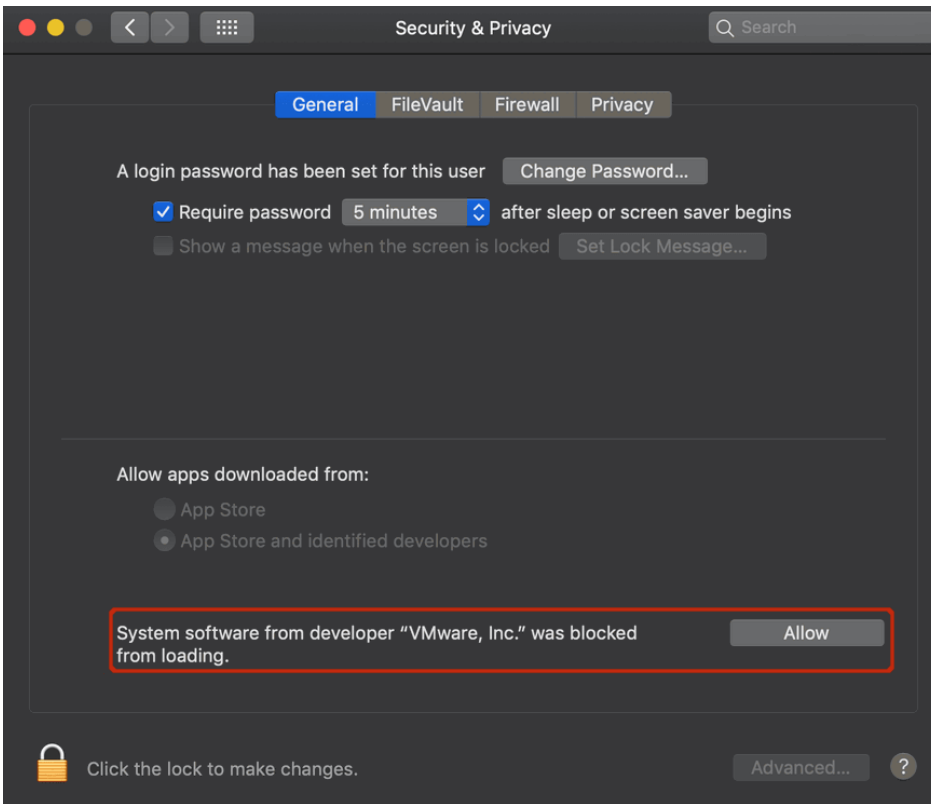 Security & Privacy
Search
General FileVault Firewall Privacy
A login password has been set for this user Change Password...
Require password 5 minutes after sleep or screen saver begins
Show a message when the screen is locked Set Lock Message...
Allow apps downloaded from:
App Store
App Store and identified developers
System software from developer “VMware, Inc.” was blocked Allow
from loading.
Click the lock to make changes. Advanced... ?